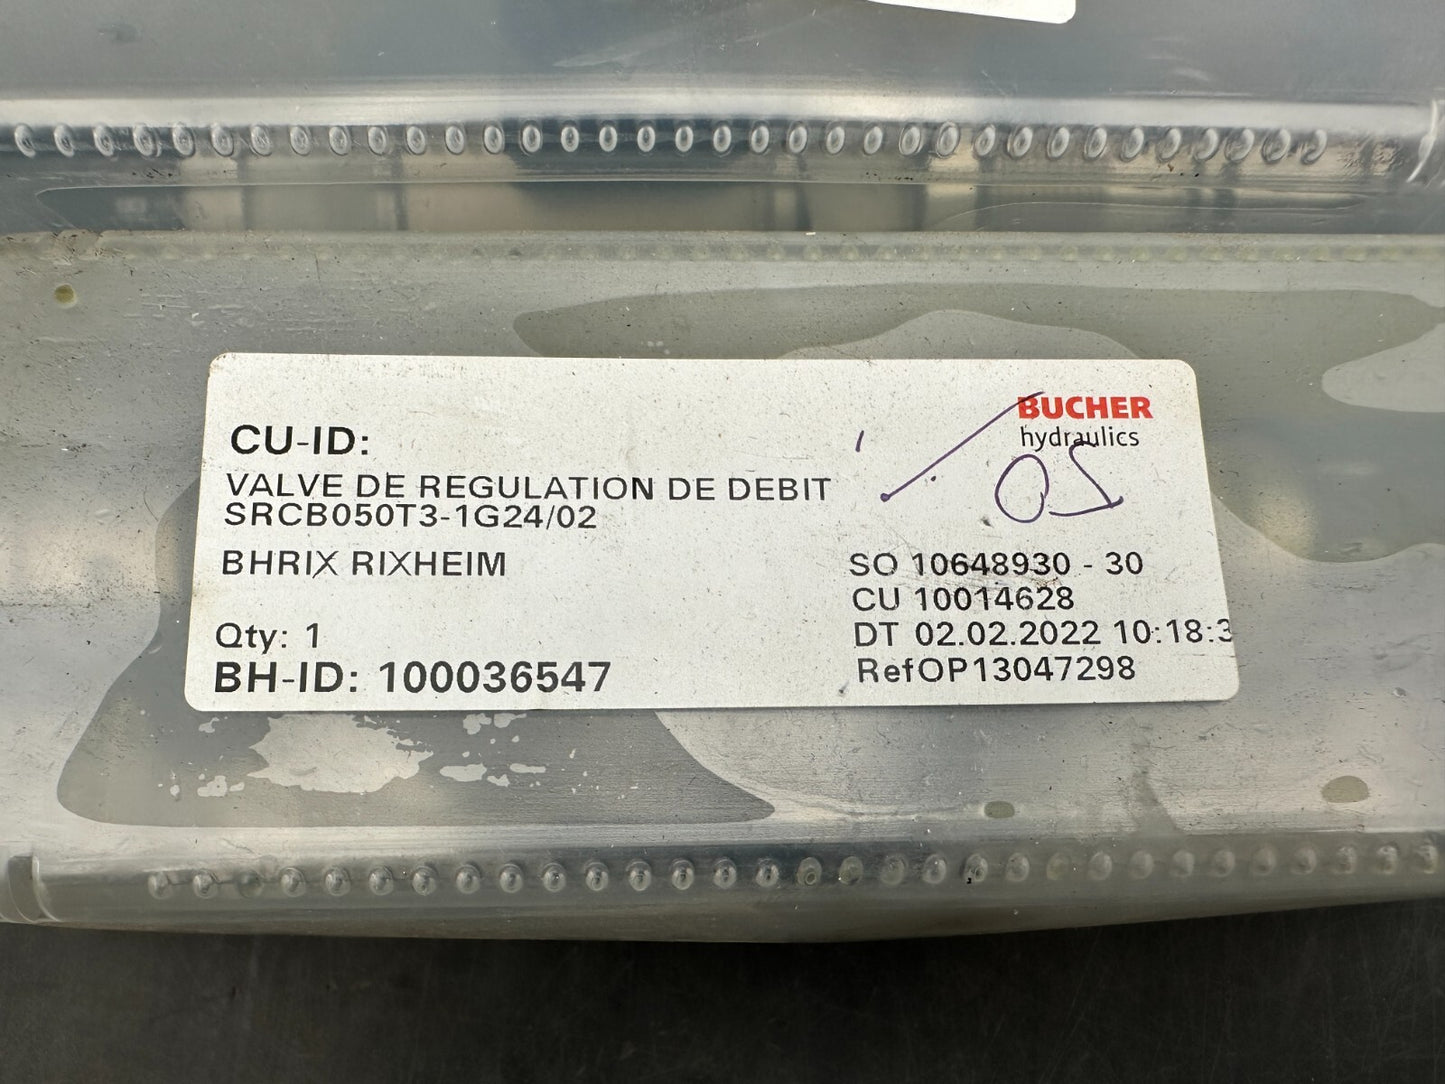 BUCHER
hydraulics
CU-ID:
VALVE DE REGULATION DE DEBIT
SRCB050T3-1G24/02
BHRIX RIXHEIM
SO 10648930 - 30
CU 10014628
Qty: 1
DT 02.02.2022 10:18:3
BH-ID: 100036547
RefOP13047298